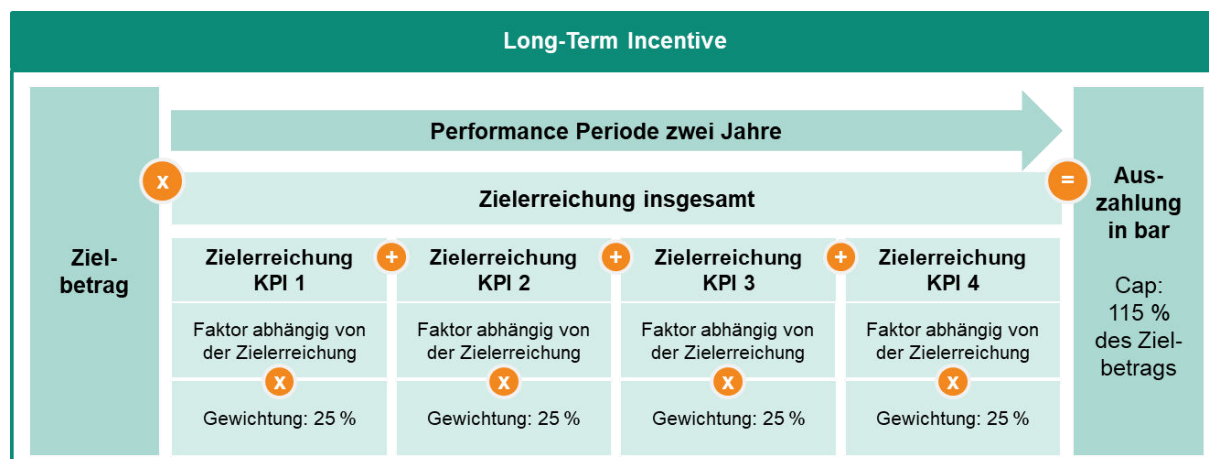 Long-Term Incentive
Performance Periode zwei Jahre
x
=
Zielerreichung insgesamt
Ziel-
betrag
Zielerreichung
KPI 1
+
Zielerreichung
KPI 2
+
Zielerreichung
KPI 3
+
Zielerreichung
KPI 4
Faktor abhängig von
der Zielerreichung
Faktor abhängig von
der Zielerreichung
Faktor abhängig von
der Zielerreichung
Faktor abhängig von
der Zielerreichung
x
x
x
x
Gewichtung: 25 %
Gewichtung: 25 %
Gewichtung: 25 %
Gewichtung: 25 %
Aus-
zahlung
in bar
Cap:
115 %
des Ziel-
betrags